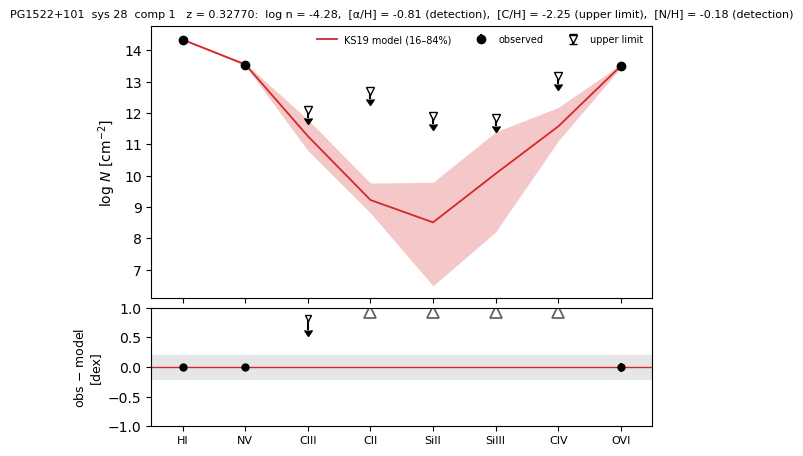 PG1522+101  sys 28  comp 1   z = 0.32770:  log n = -4.28,  [α/H] = -0.81 (detection),  [C/H] = -2.25 (upper limit),  [N/H] = -0.18 (detection)
KS19 model (16–84%)
observed
upper limit
log N [cm⁻²]
14
13
12
11
10
9
8
7
obs − model
[dex]
1.0
0.5
0.0
−0.5
−1.0
HI NV CIII CII SiII SiIII CIV OVI